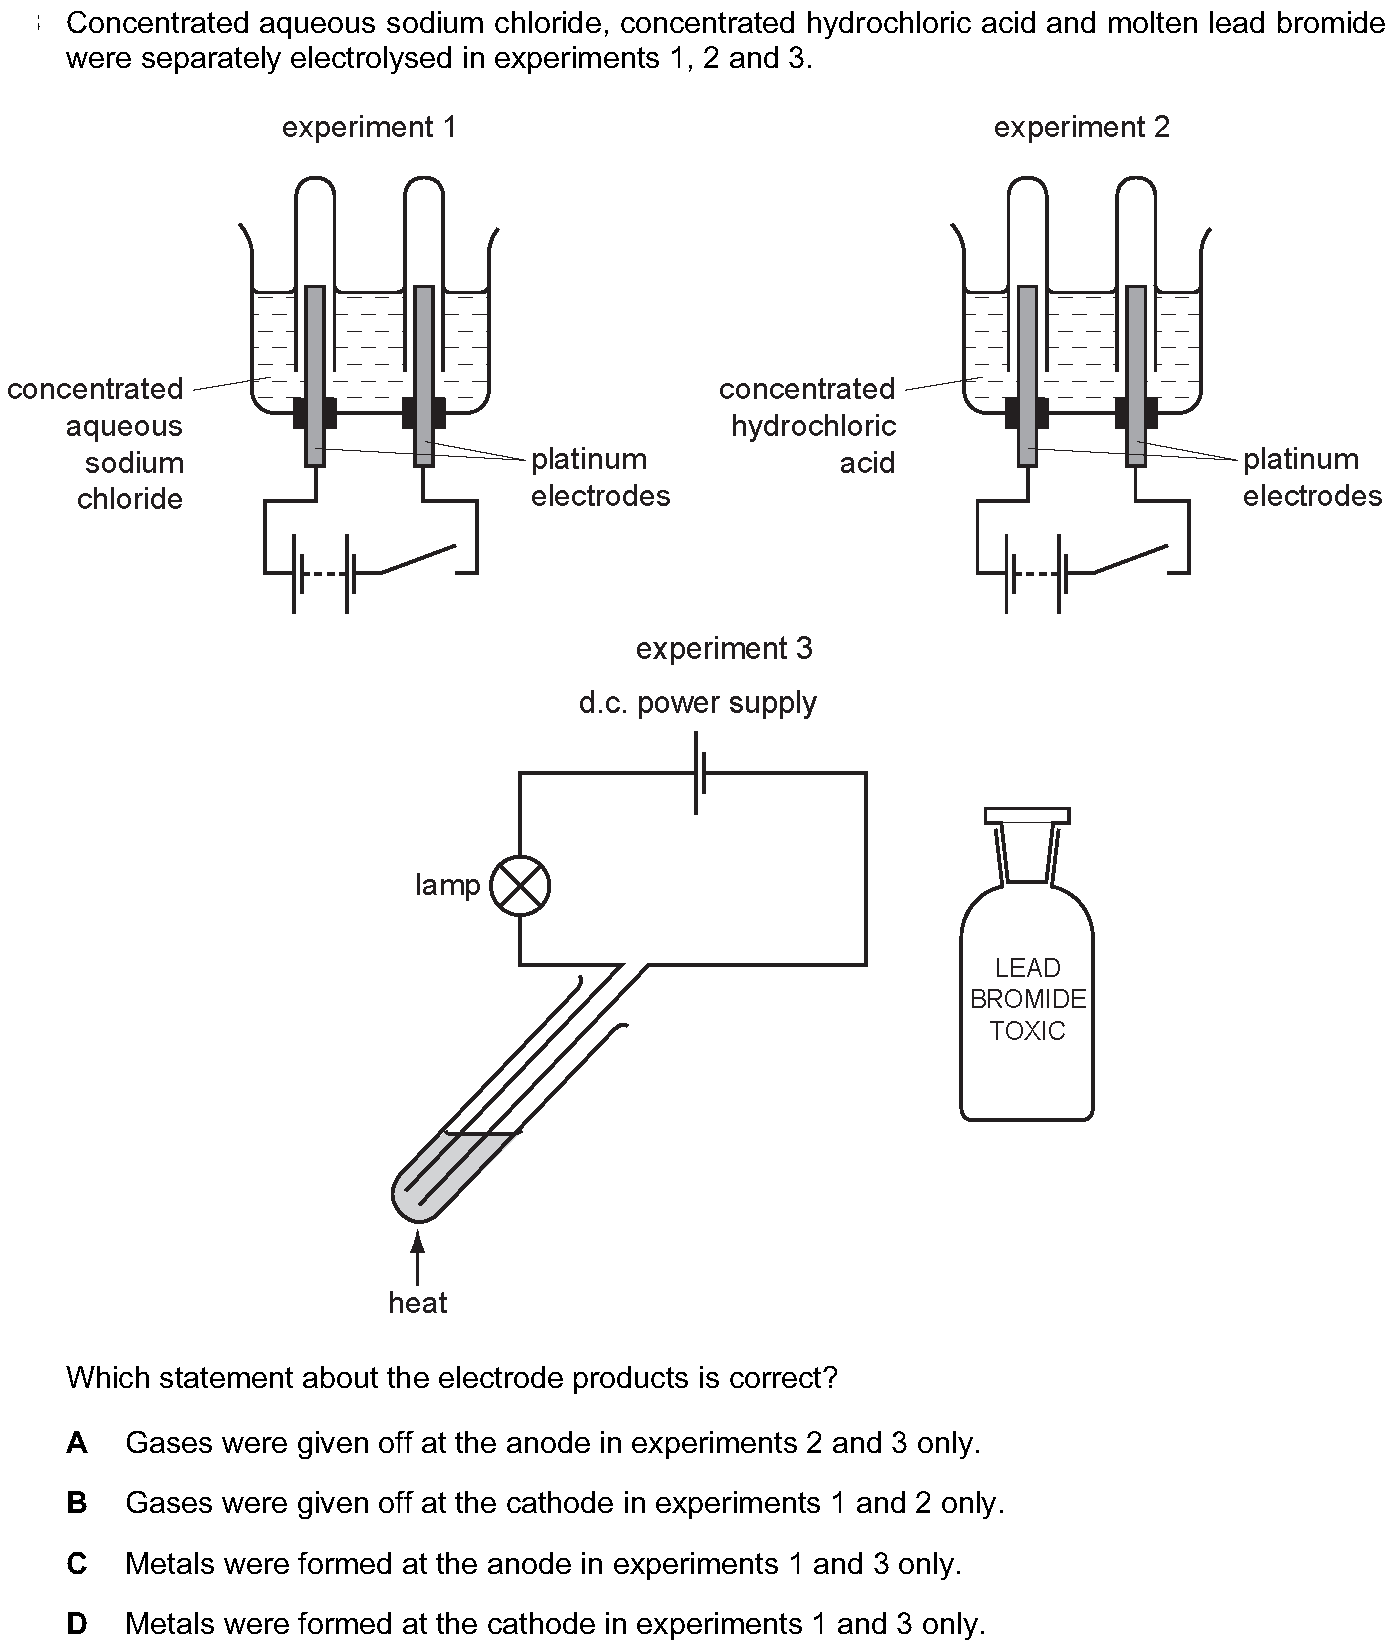 Concentrated aqueous sodium chloride, concentrated hydrochloric acid and molten lead bromide
were separately electrolysed in experiments 1, 2 and 3.
experiment 1
experiment 2
concentrated
aqueous
sodium
chloride
platinum
electrodes
concentrated
hydrochloric
acid
platinum
electrodes
experiment 3
d.c. power supply
lamp
LEAD
BROMIDE
TOXIC
heat
Which statement about the electrode products is correct?
A Gases were given off at the anode in experiments 2 and 3 only.
B Gases were given off at the cathode in experiments 1 and 2 only.
C Metals were formed at the anode in experiments 1 and 3 only.
D Metals were formed at the cathode in experiments 1 and 3 only.